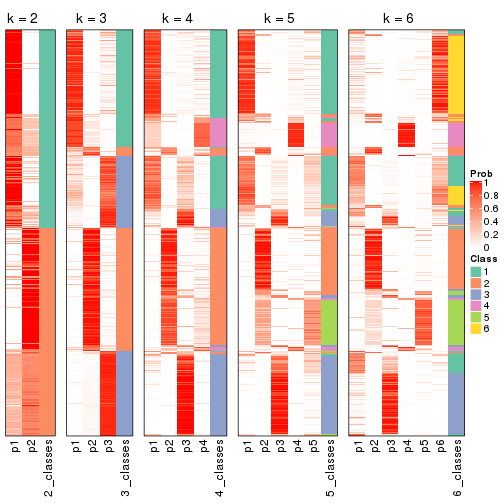 k = 2
k = 3
k = 4
k = 5
k = 6
Prob
1
0.8
0.6
0.4
0.2
0
Class
1
2
3
4
5
6
p1
p2
2_classes
p1
p2
p3
3_classes
p1
p2
p3
p4
4_classes
p1
p2
p3
p4
p5
5_classes
p1
p2
p3
p4
p5
p6
6_classes